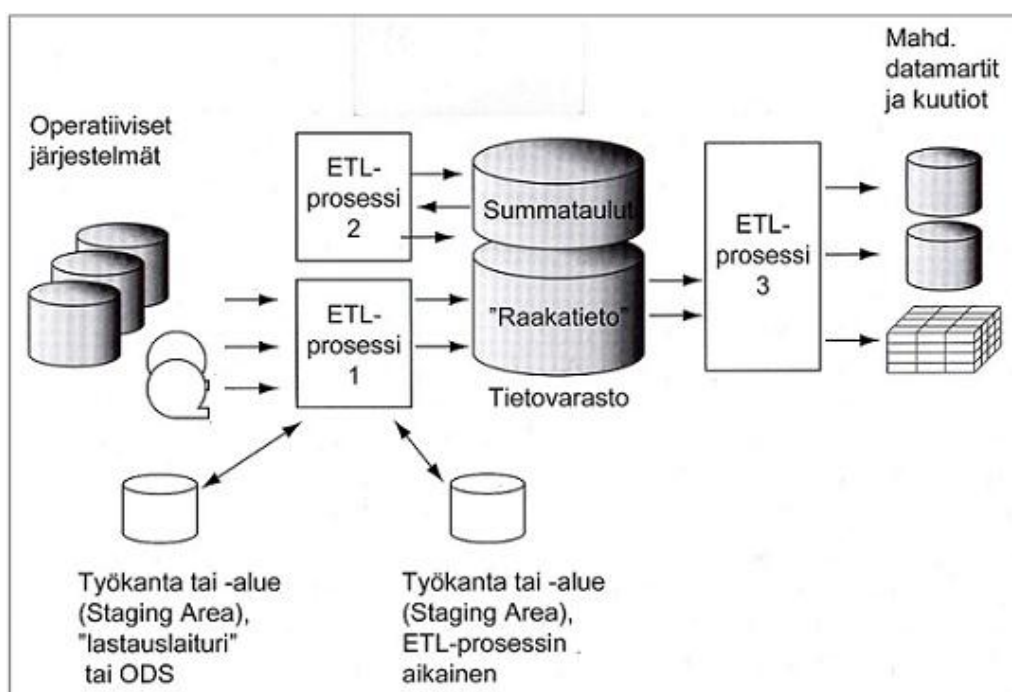 Mahd.
datamartit
ja kuutiot
Operatiiviset
järjestelmät
ETL-
prosessi
2
Summataulut
ETL-
prosessi
3
ETL-
prosessi
1
"Raakatieto"
Tietovarasto
Työkanta tai -alue
(Staging Area),
"lastauslaituri"
tai ODS
Työkanta tai -alue
(Staging Area),
ETL-prosessin
aikainen